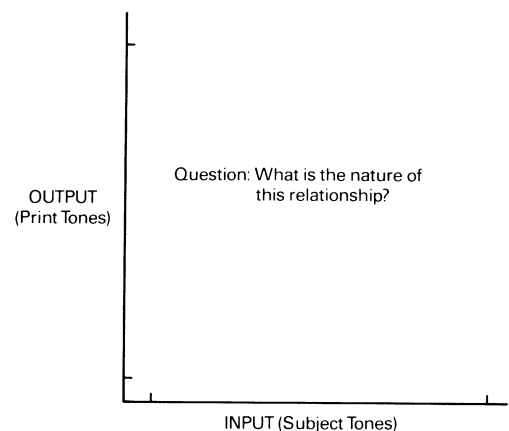 Question: What is the nature of
this relationship?
OUTPUT
(Print Tones)
INPUT (Subject Tones)